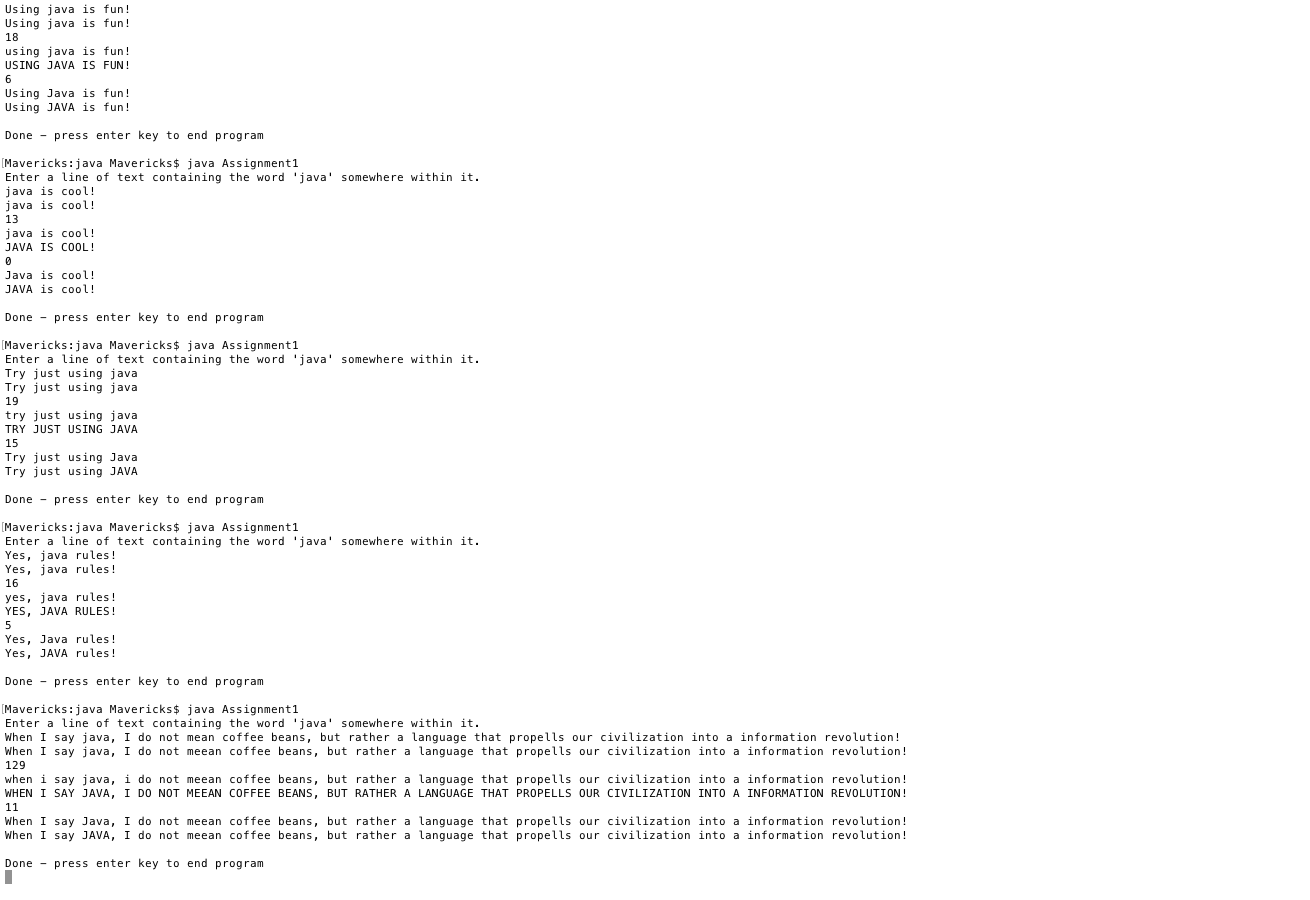 Using java is fun!
Using java is fun!
18
using java is fun!
USING JAVA IS FUN!
6
Using Java is fun!
Using JAVA is fun!
Done – press enter key to end program
[Mavericks:java Mavericks$ java Assignment1
Enter a line of text containing the word 'java' somewhere within it.
java is cool!
java is cool!
13
java is cool!
JAVA IS COOL!
0
Java is cool!
JAVA is cool!
Done – press enter key to end program
[Mavericks:java Mavericks$ java Assignment1
Enter a line of text containing the word 'java' somewhere within it.
Try just using java
Try just using java
19
try just using java
TRY JUST USING JAVA
15
Try just using Java
Try just using JAVA
Done – press enter key to end program
[Mavericks:java Mavericks$ java Assignment1
Enter a line of text containing the word 'java' somewhere within it.
Yes, java rules!
Yes, java rules!
16
yes, java rules!
YES, JAVA RULES!
5
Yes, Java rules!
Yes, JAVA rules!
Done – press enter key to end program
[Mavericks:java Mavericks$ java Assignment1
Enter a line of text containing the word 'java' somewhere within it.
When I say java, I do not mean coffee beans, but rather a language that propells our civilization into a information revolution!
When I say java, I do not meean coffee beans, but rather a language that propells our civilization into a information revolution!
129
when i say java, i do not meean coffee beans, but rather a language that propells our civilization into a information revolution!
WHEN I SAY JAVA, I DO NOT MEEAN COFFEE BEANS, BUT RATHER A LANGUAGE THAT PROPELLS OUR CIVILIZATION INTO A INFORMATION REVOLUTION!
11
When I say Java, I do not meean coffee beans, but rather a language that propells our civilization into a information revolution!
When I say JAVA, I do not meean coffee beans, but rather a language that propells our civilization into a information revolution!
Done – press enter key to end program